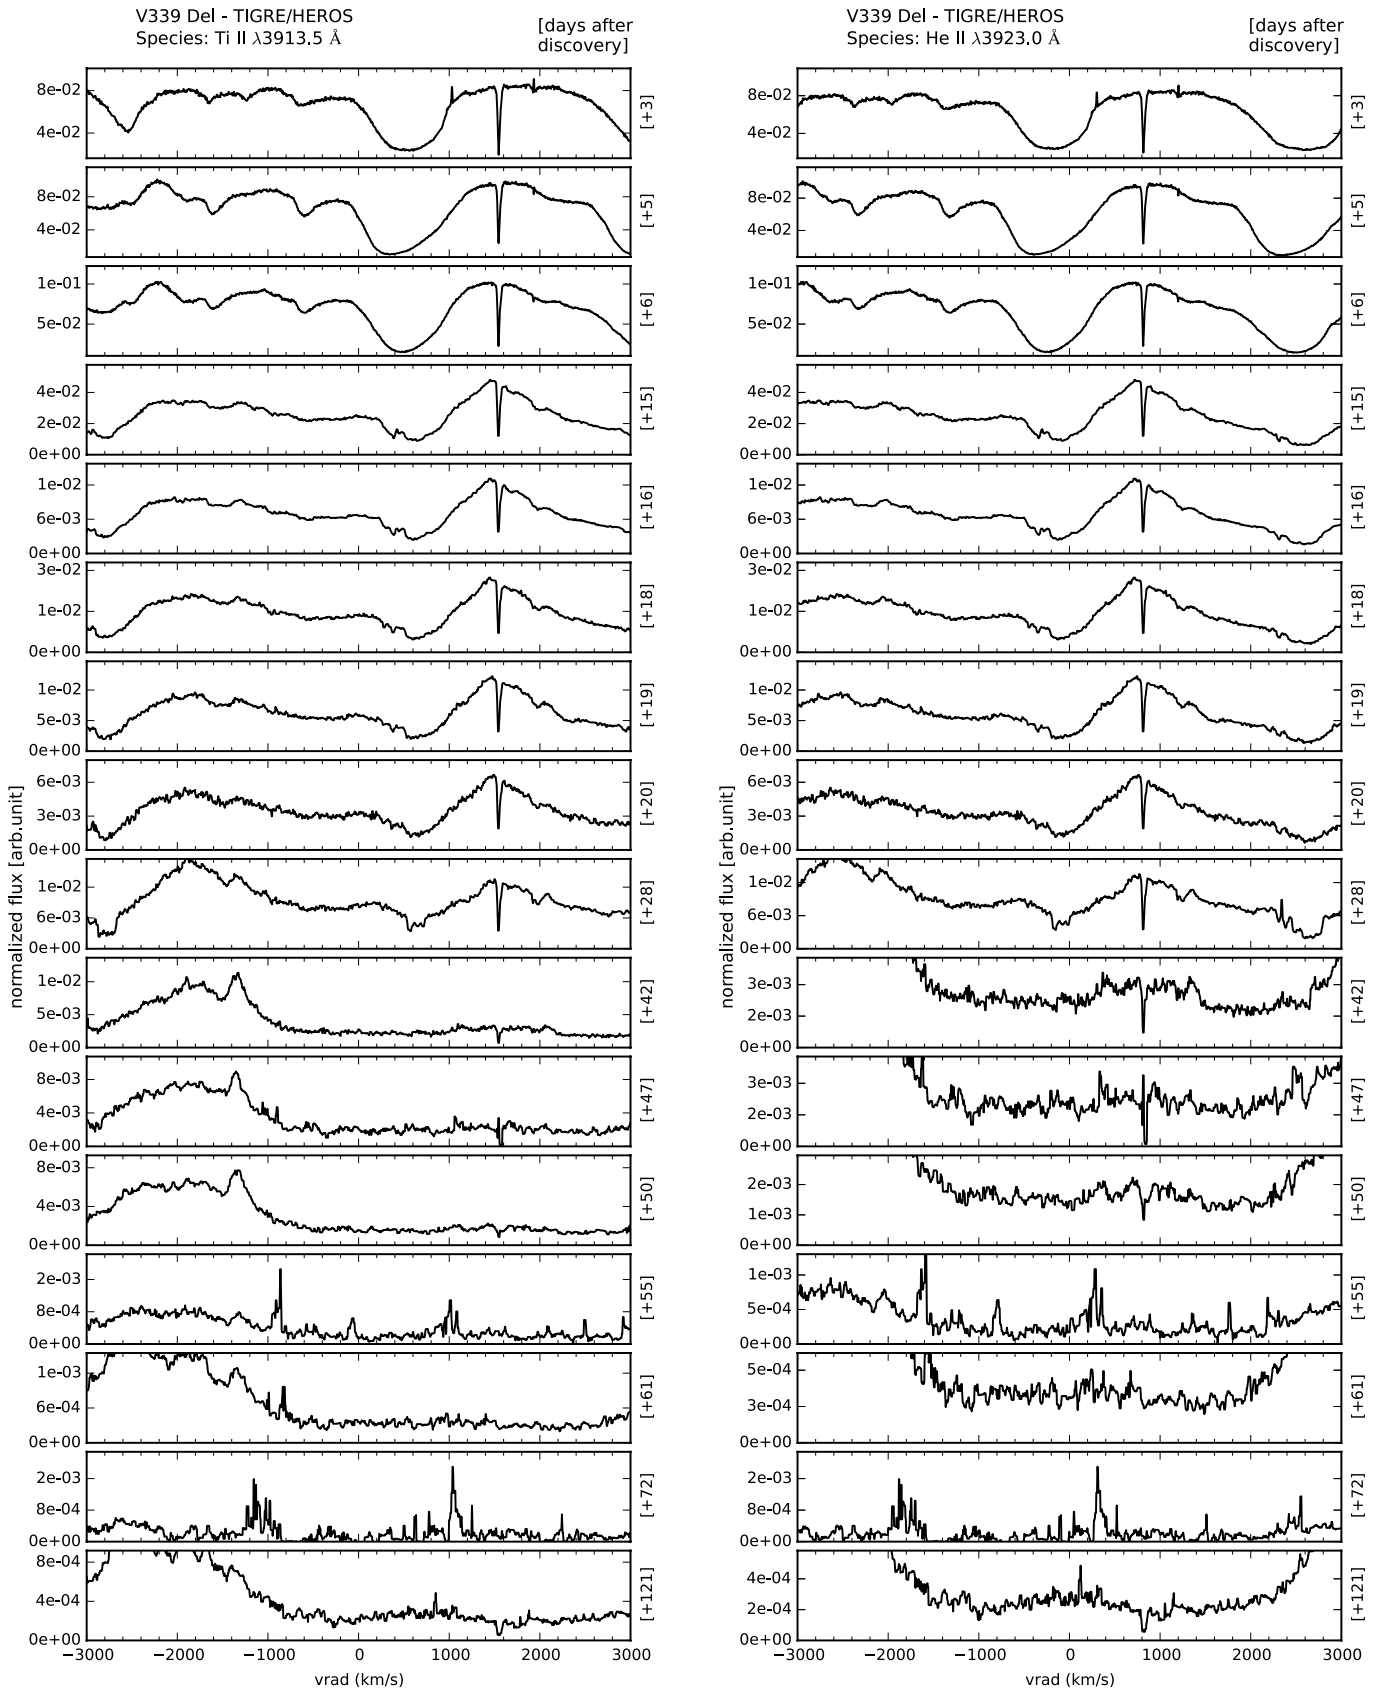 V339 Del - TIGRE/HEROS
Species: Ti II λ3913.5 Å
[days after
discovery]
8e-02
4e-02
[+3]
8e-02
4e-02
[+5]
1e-01
5e-02
[+6]
4e-02
2e-02
0e+00
[+15]
1e-02
6e-03
0e+00
[+16]
3e-02
1e-02
0e+00
[+18]
1e-02
5e-03
0e+00
[+19]
6e-03
3e-03
0e+00
[+20]
1e-02
6e-03
0e+00
[+28]
1e-02
5e-03
0e+00
[+42]
8e-03
4e-03
0e+00
[+47]
8e-03
4e-03
0e+00
[+50]
2e-03
8e-04
0e+00
[+55]
1e-03
6e-04
0e+00
[+61]
2e-03
8e-04
0e+00
[+72]
8e-04
4e-04
0e+00
[+121]
normalized flux [arb.unit]
−3000 −2000 −1000 0 1000 2000 3000
vrad (km/s)
V339 Del - TIGRE/HEROS
Species: He II λ3923.0 Å
[days after
discovery]
8e-02
4e-02
[+3]
8e-02
4e-02
[+5]
1e-01
5e-02
[+6]
4e-02
2e-02
0e+00
[+15]
1e-02
6e-03
0e+00
[+16]
3e-02
1e-02
0e+00
[+18]
1e-02
5e-03
0e+00
[+19]
6e-03
3e-03
0e+00
[+20]
1e-02
6e-03
0e+00
[+28]
3e-03
2e-03
[+42]
3e-03
2e-03
[+47]
2e-03
1e-03
[+50]
1e-03
5e-04
0e+00
[+55]
5e-04
3e-04
[+61]
2e-03
8e-04
0e+00
[+72]
4e-04
2e-04
0e+00
[+121]
normalized flux [arb.unit]
−3000 −2000 −1000 0 1000 2000 3000
vrad (km/s)